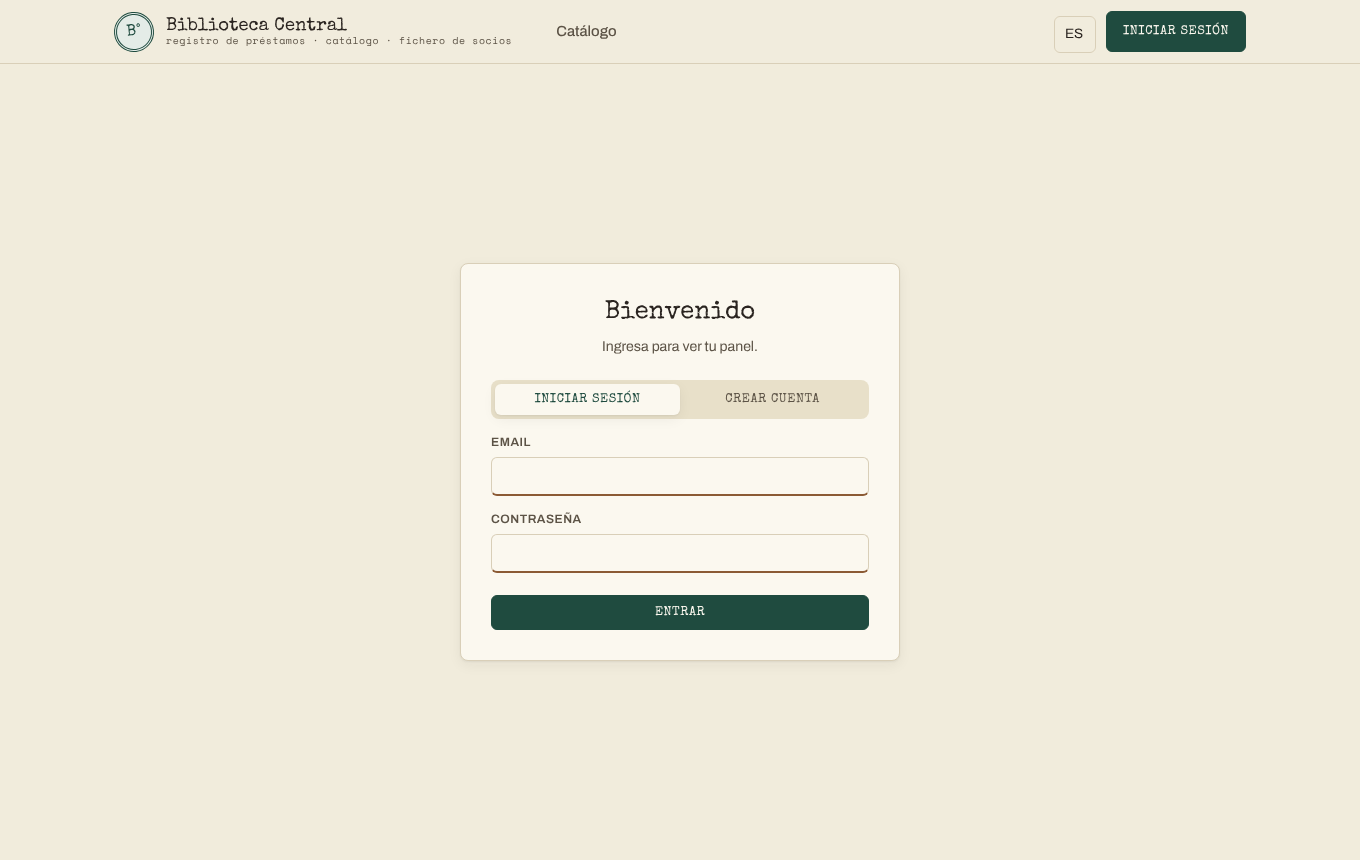 B°
Biblioteca Central
registro de préstamos · catálogo · fichero de socios
Catálogo
ES
INICIAR SESIÓN
Bienvenido
Ingresa para ver tu panel.
INICIAR SESIÓN
CREAR CUENTA
EMAIL
CONTRASEÑA
ENTRAR